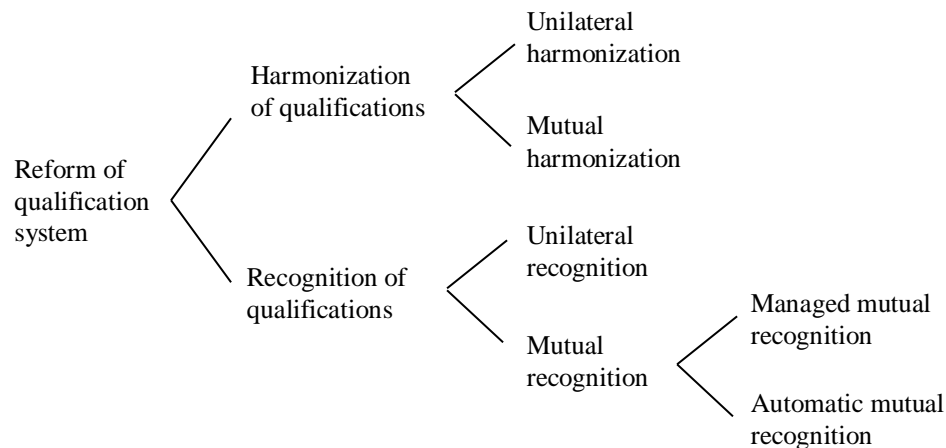 Unilateral
harmonization
Harmonization
of qualifications
Mutual
harmonization
Reform of
qualification
system
Unilateral
recognition
Recognition of
qualifications
Managed mutual
recognition
Mutual
recognition
Automatic mutual
recognition